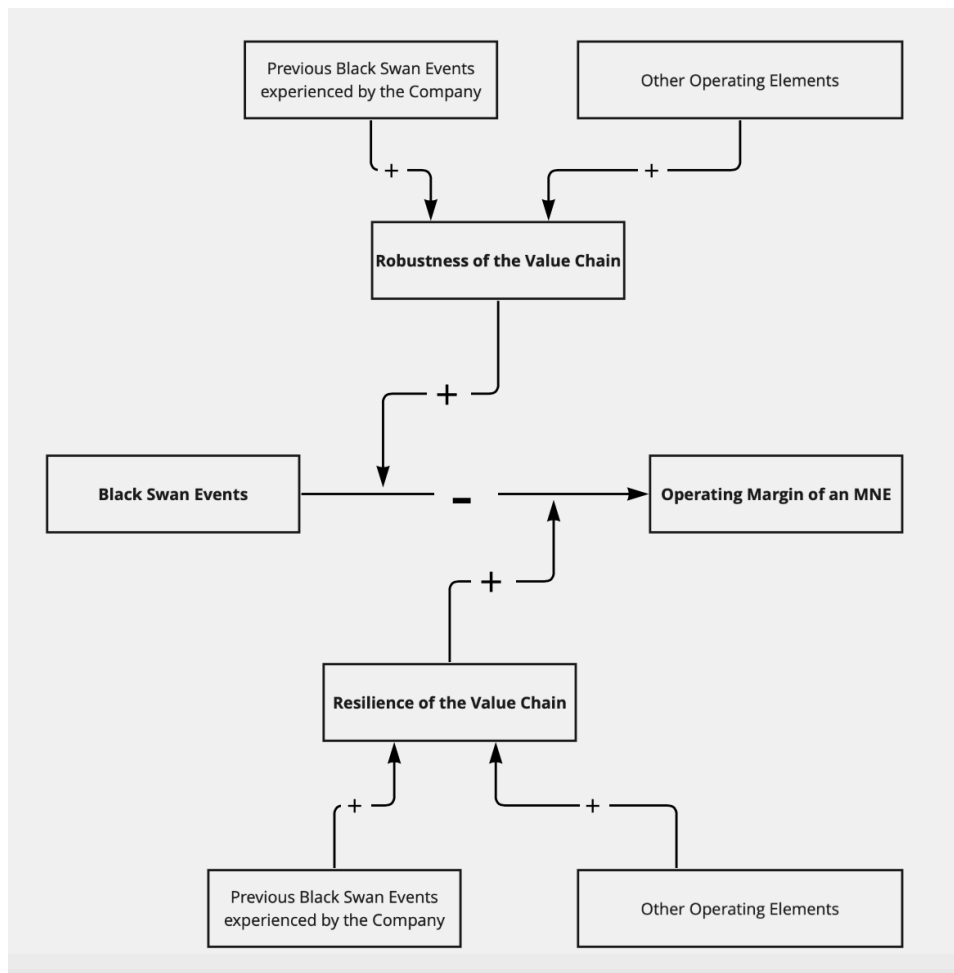 Previous Black Swan Events
experienced by the Company
Other Operating Elements
+
+
Robustness of the Value Chain
+
Black Swan Events
-
Operating Margin of an MNE
+
Resilience of the Value Chain
+
+
Previous Black Swan Events
experienced by the Company
Other Operating Elements